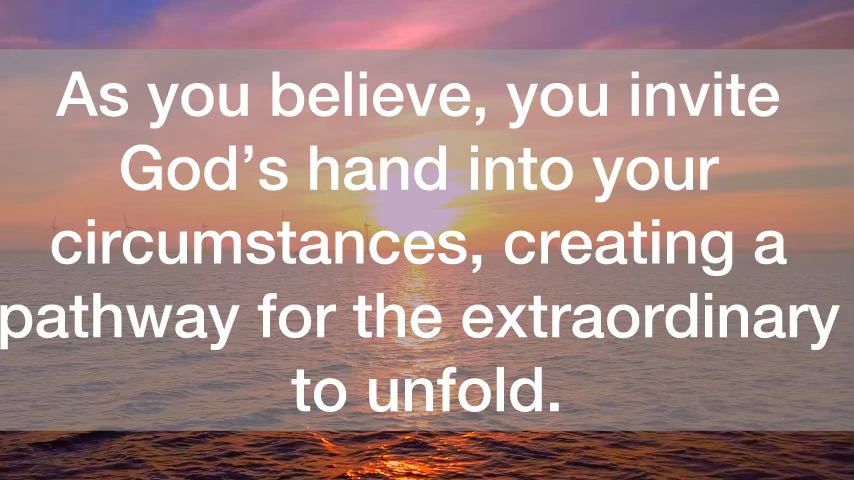 As you believe, you invite
God’s hand into your
circumstances, creating a
pathway for the extraordinary
to unfold.